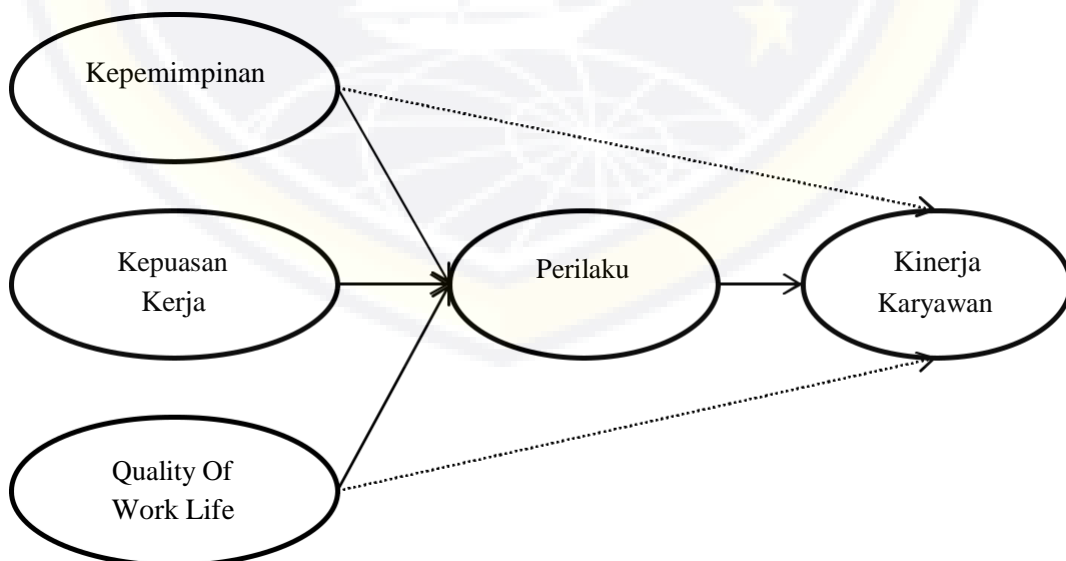 Kepemimpinan
Kepuasan
Kerja
Perilaku
Kinerja
Karyawan
Quality Of
Work Life